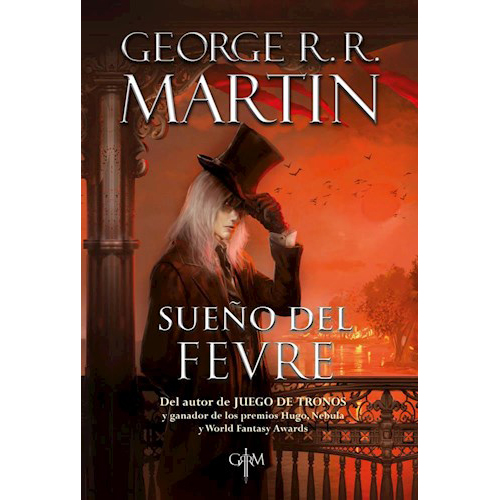 GEORGE R. R.
MARTIN
SUEÑO DEL
FEVRE
Del autor de JUEGO DE TRONOS
y ganador de los premios Hugo, Nebula
y World Fantasy Awards
GRRM